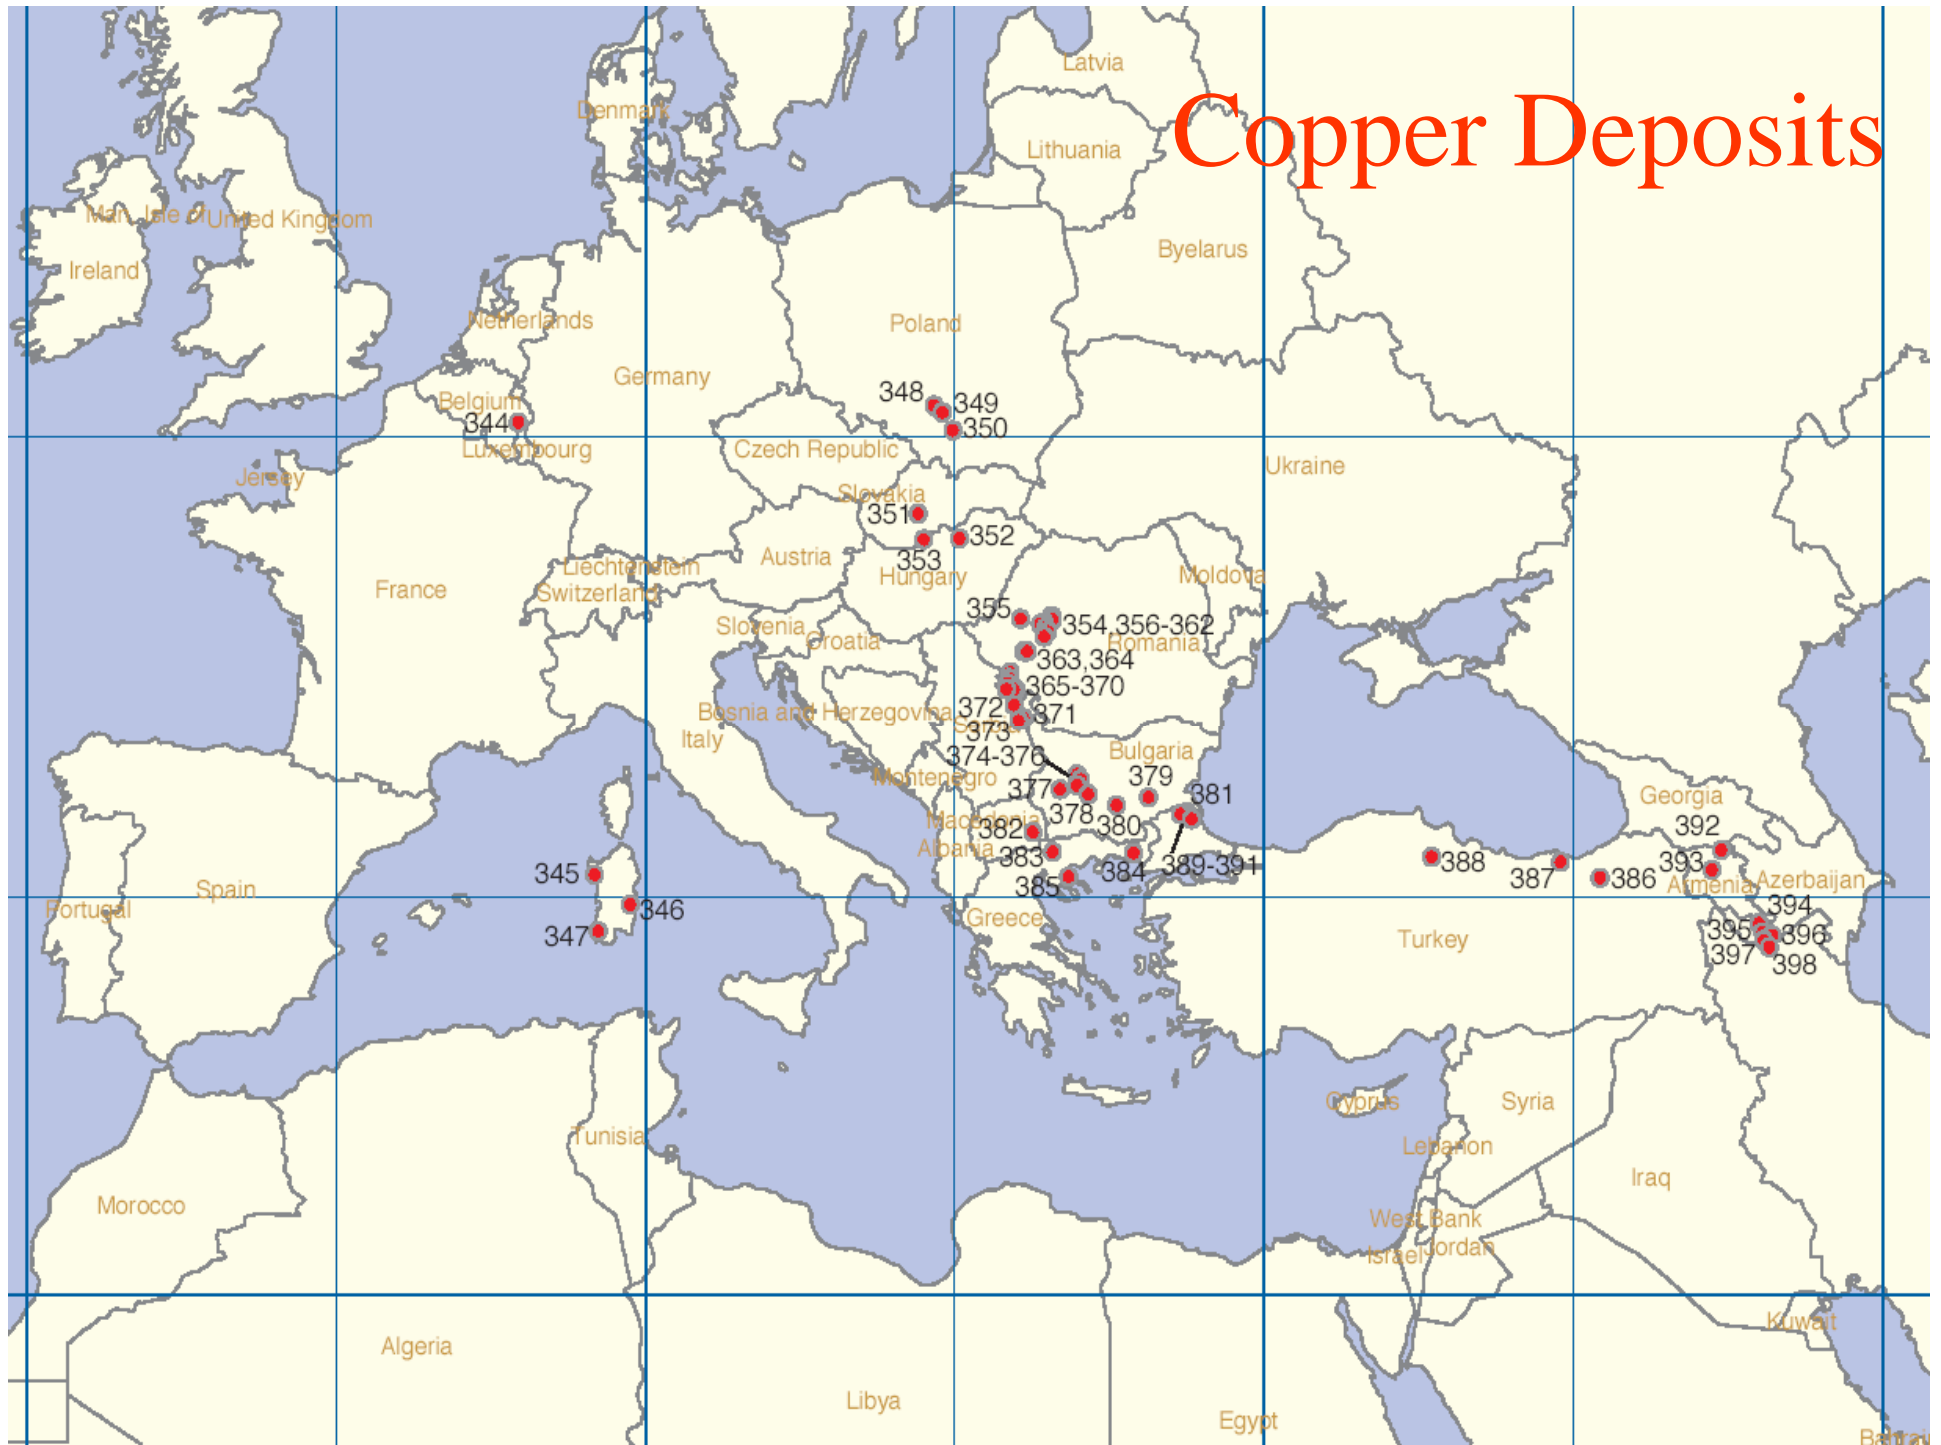 Latvia
Copper Deposits
Denmark
Lithuania
Man, Isle of
United Kingdom
Byelarus
Ireland
Netherlands
Poland
Germany
348
349
Belgium
344
350
Luxembourg
Czech Republic
Ukraine
Jersey
Slovakia
351
352
353
Austria
Liechtenstein
Hungary
Moldova
France
Switzerland
355
354,356-362
Slovenia
Croatia
Romania
363,364
365-370
372
371
Bosnia and Herzegovina
373
Italy
374-376
Bulgaria
Montenegro
377
379
381
Georgia
378
380
Macedonia
382
392
Albania
383
384
389-391
388
393
345
385
387
386
Armenia
Azerbaijan
Spain
346
394
Portugal
Greece
347
395
396
Turkey
397
398
Cyprus
Syria
Tunisia
Lebanon
Morocco
Iraq
West Bank
Israel
Jordan
Kuwait
Algeria
Libya
Egypt